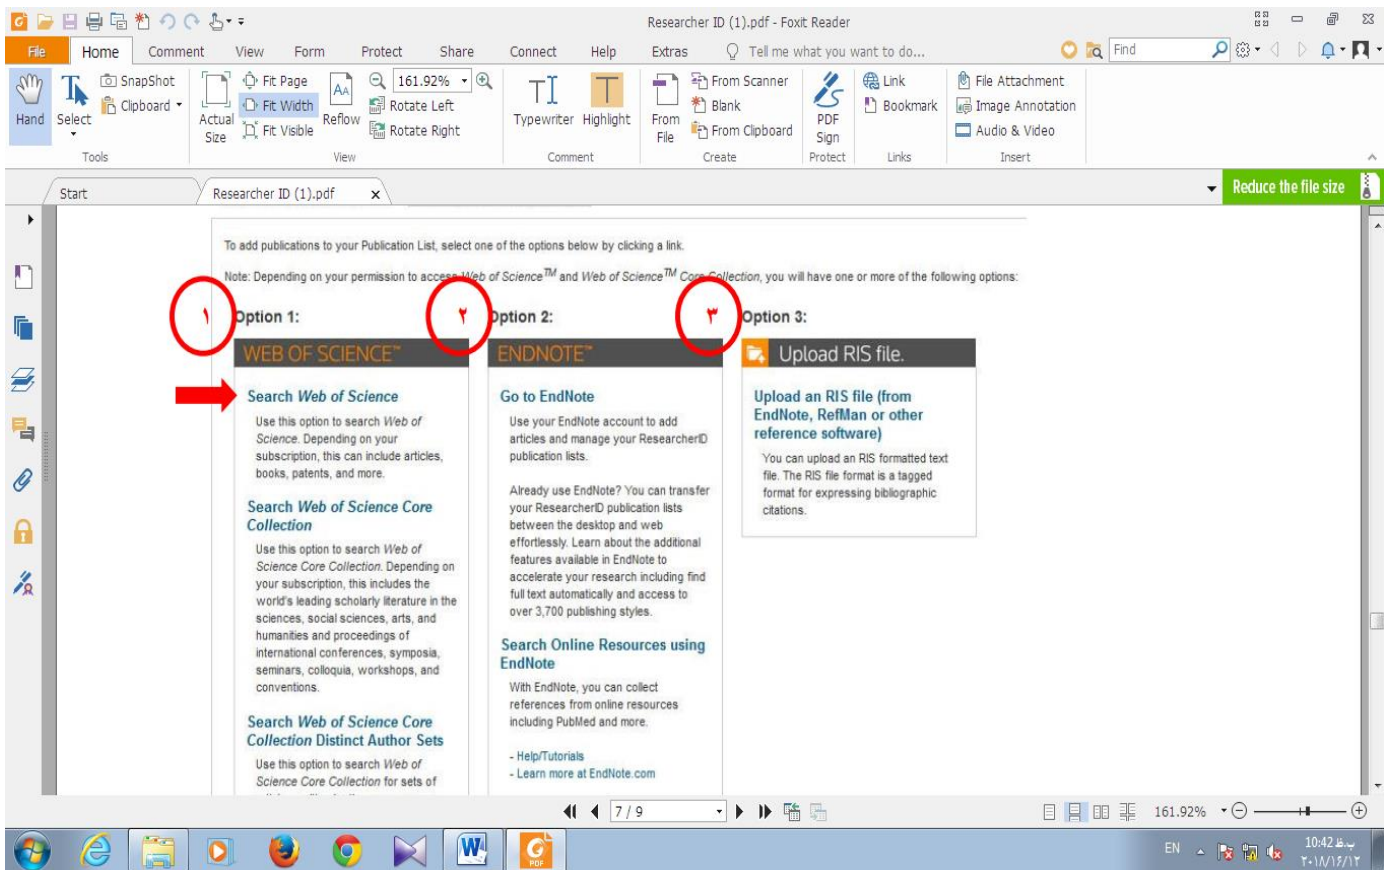 Researcher ID (1).pdf - Foxit Reader
File Home Comment View Form Protect Share Connect Help Extras Tell me what you want to do... Find
Hand
Select
SnapShot
Clipboard
Tools
Actual Size
Fit Page
Fit Width
Fit Visible
Reflow
161.92%
Rotate Left
Rotate Right
View
Typewriter
Highlight
Comment
From File
From Scanner
Blank
From Clipboard
Create
PDF Sign
Protect
Link
Bookmark
Links
File Attachment
Image Annotation
Audio & Video
Insert
Start
Researcher ID (1).pdf x
Reduce the file size
To add publications to your Publication List, select one of the options below by clicking a link.
Note: Depending on your permission to access Web of Science™ and Web of Science™ Core Collection, you will have one or more of the following options:
۱ Option 1:
WEB OF SCIENCE™
Search Web of Science
Use this option to search Web of
Science. Depending on your
subscription, this can include articles,
books, patents, and more.
Search Web of Science Core
Collection
Use this option to search Web of
Science Core Collection. Depending on
your subscription, this includes the
world's leading scholarly literature in the
sciences, social sciences, arts, and
humanities and proceedings of
international conferences, symposia,
seminars, colloquia, workshops, and
conventions.
Search Web of Science Core
Collection Distinct Author Sets
Use this option to search Web of
Science Core Collection for sets of
۲ Option 2:
ENDNOTE™
Go to EndNote
Use your EndNote account to add
articles and manage your ResearcherID
publication lists.
Already use EndNote? You can transfer
your ResearcherID publication lists
between the desktop and web
effortlessly. Learn about the additional
features available in EndNote to
accelerate your research including find
full text automatically and access to
over 3,700 publishing styles.
Search Online Resources using
EndNote
With EndNote, you can collect
references from online resources
including PubMed and more.
- Help/Tutorials
- Learn more at EndNote.com
۳ Option 3:
Upload RIS file.
Upload an RIS file (from
EndNote, RefMan or other
reference software)
You can upload an RIS formatted text
file. The RIS file format is a tagged
format for expressing bibliographic
citations.
7 / 9
161.92%
PDF
EN
10:42 ب.ظ